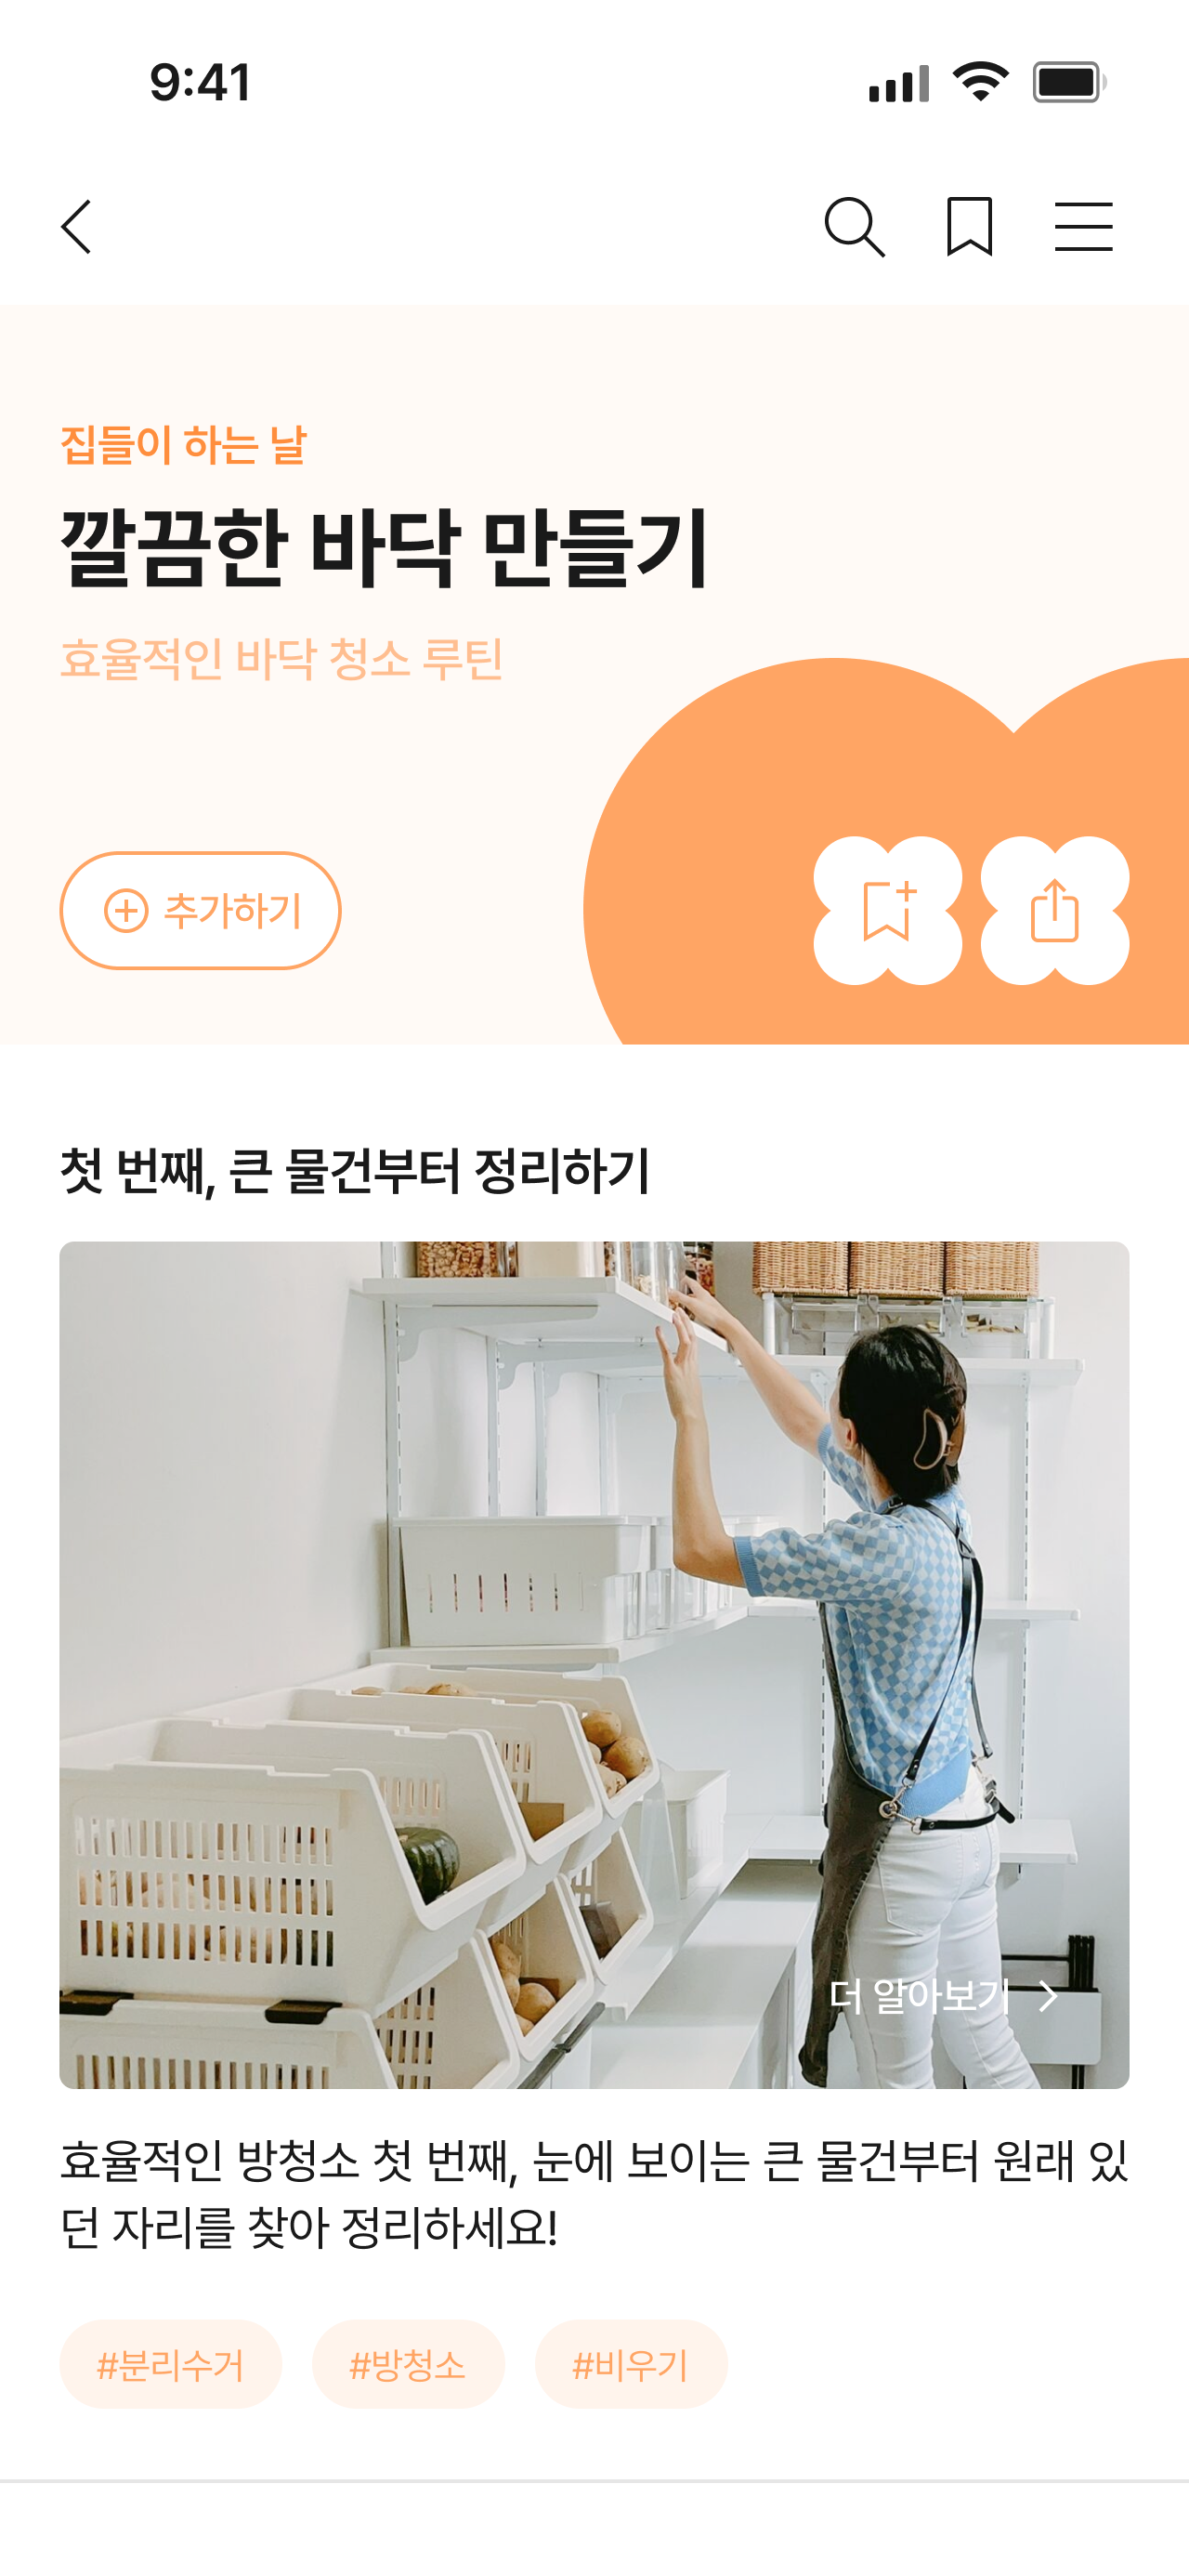 9:41
집들이 하는 날
깔끔한 바닥 만들기
효율적인 바닥 청소 루틴
추가하기
첫 번째, 큰 물건부터 정리하기
더 알아보기
효율적인 방청소 첫 번째, 눈에 보이는 큰 물건부터 원래 있
던 자리를 찾아 정리하세요!
#분리수거 #방청소 #비우기